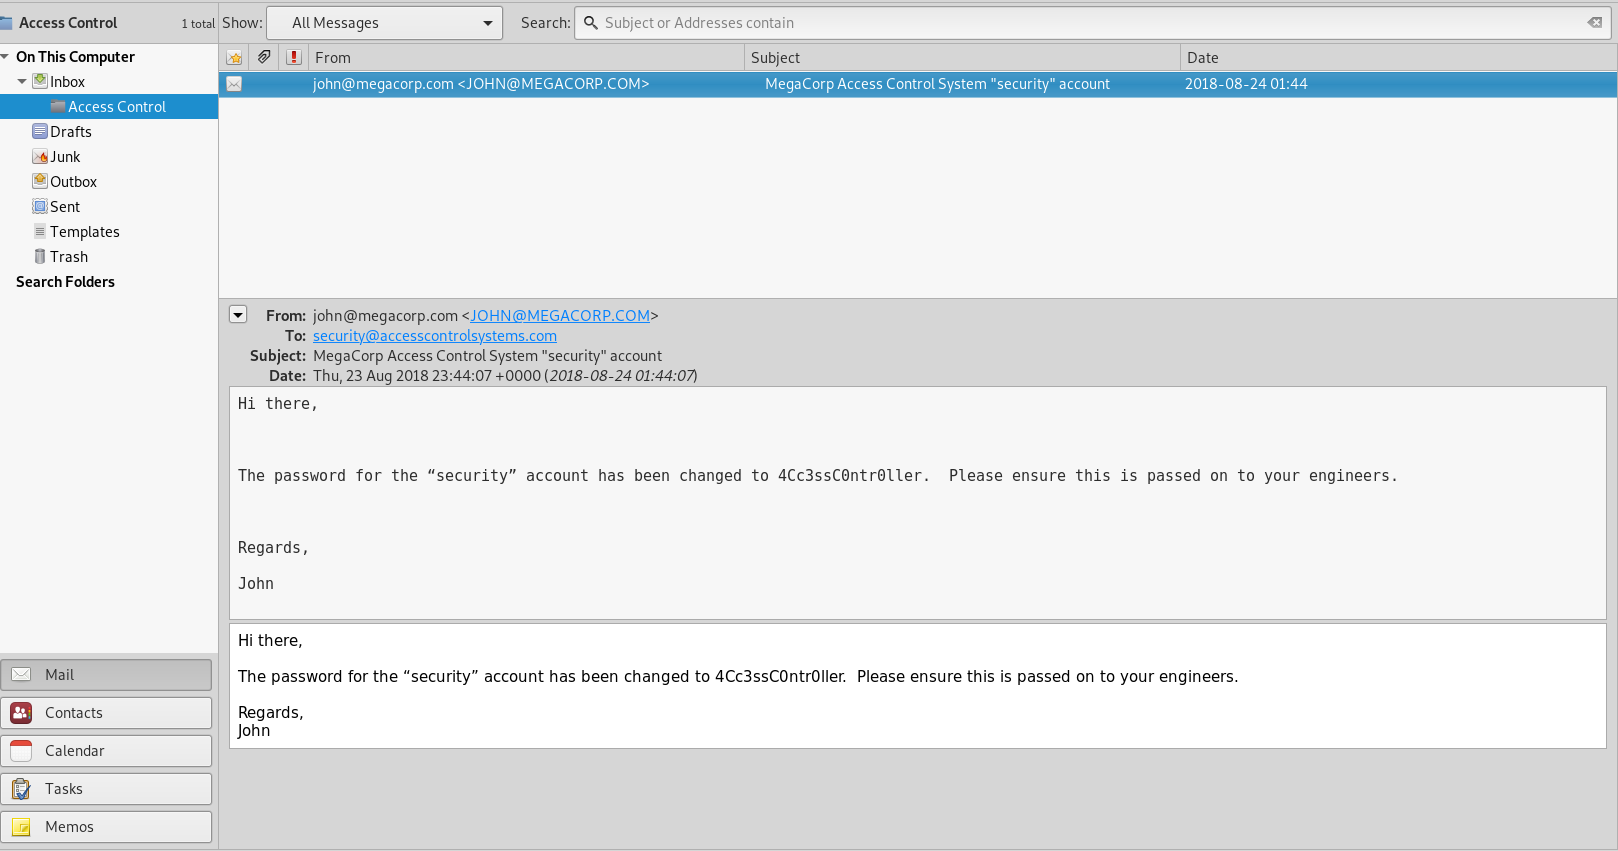 Access Control 1 total Show: All Messages Search: Subject or Addresses contain
On This Computer
Inbox
Access Control
Drafts
Junk
Outbox
Sent
Templates
Trash
Search Folders
Mail
Contacts
Calendar
Tasks
Memos
From Subject Date
john@megacorp.com <JOHN@MEGACORP.COM> MegaCorp Access Control System "security" account 2018-08-24 01:44
From: john@megacorp.com <JOHN@MEGACORP.COM>
To: security@accesscontrolsystems.com
Subject: MegaCorp Access Control System "security" account
Date: Thu, 23 Aug 2018 23:44:07 +0000 (2018-08-24 01:44:07)
Hi there,
The password for the “security” account has been changed to 4Cc3ssC0ntr0ller.  Please ensure this is passed on to your engineers.
Regards,
John
Hi there,
The password for the “security” account has been changed to 4Cc3ssC0ntr0ller.  Please ensure this is passed on to your engineers.
Regards,
John